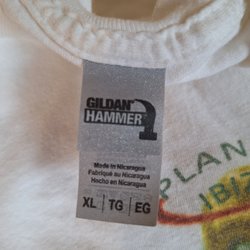 GILDAN
HAMMER
Made in Nicaragua
Fabriqué au Nicaragua
Hecho en Nicaragua
XL | TG | EG
PLAN
IBIZ